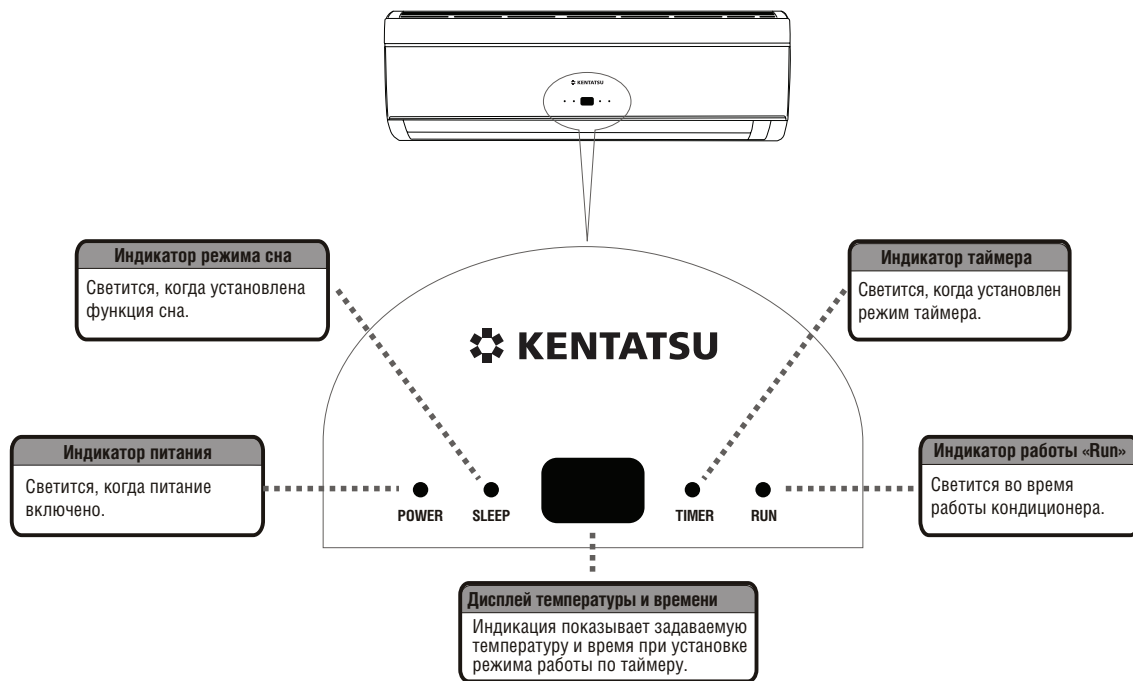 KENTATSU
Индикатор режима сна
Светится, когда установлена
функция сна.
Индикатор таймера
Светится, когда установлен
режим таймера.
KENTATSU
Индикатор питания
Светится, когда питание
включено.
POWER SLEEP TIMER RUN
Индикатор работы «Run»
Светится во время
работы кондиционера.
Дисплей температуры и времени
Индикация показывает задаваемую
температуру и время при установке
режима работы по таймеру.